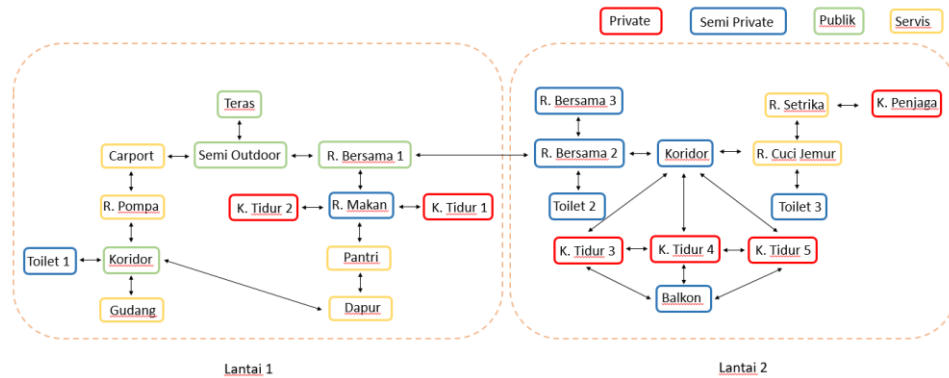 Private
Semi Private
Publik
Servis
Teras
Carport
Semi Outdoor
R. Bersama 1
R. Pompa
K. Tidur 2
R. Makan
K. Tidur 1
Toilet 1
Koridor
Pantri
Gudang
Dapur
Lantai 1
R. Bersama 3
R. Setrika
K. Penjaga
R. Bersama 2
Koridor
R. Cuci Jemur
Toilet 2
Toilet 3
K. Tidur 3
K. Tidur 4
K. Tidur 5
Balkon
Lantai 2